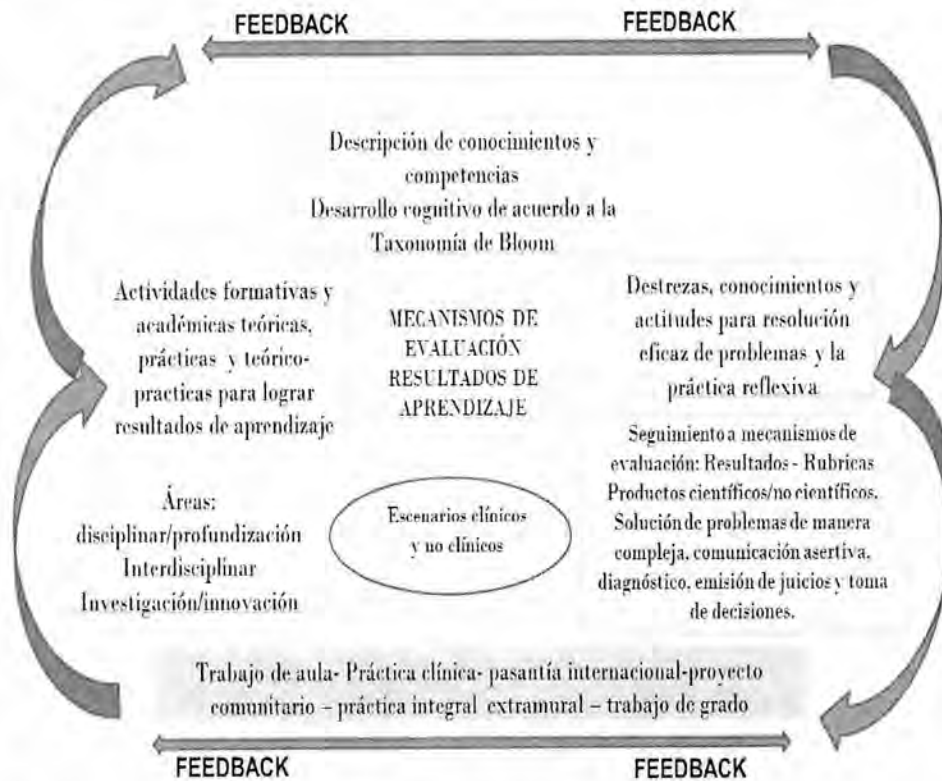 FEEDBACK FEEDBACK
Descripción de conocimientos y
competencias
Desarrollo cognitivo de acuerdo a la
Taxonomía de Bloom
Actividades formativas y
académicas teóricas,
prácticas y teórico-
practicas para lograr
resultados de aprendizaje
MECANISMOS DE
EVALUACIÓN
RESULTADOS DE
APRENDIZAJE
Destrezas, conocimientos y
actitudes para resolución
eficaz de problemas y la
práctica reflexiva
Áreas:
disciplinar/profundización
Interdisciplinar
Investigación/innovación
Escenarios clínicos
y no clínicos
Seguimiento a mecanismos de
evaluación: Resultados - Rubricas
Productos científicos/no científicos.
Solución de problemas de manera
compleja, comunicación asertiva,
diagnóstico, emisión de juicios y toma
de decisiones.
Trabajo de aula- Práctica clínica- pasantía internacional-proyecto
comunitario – práctica integral extramural – trabajo de grado
FEEDBACK FEEDBACK